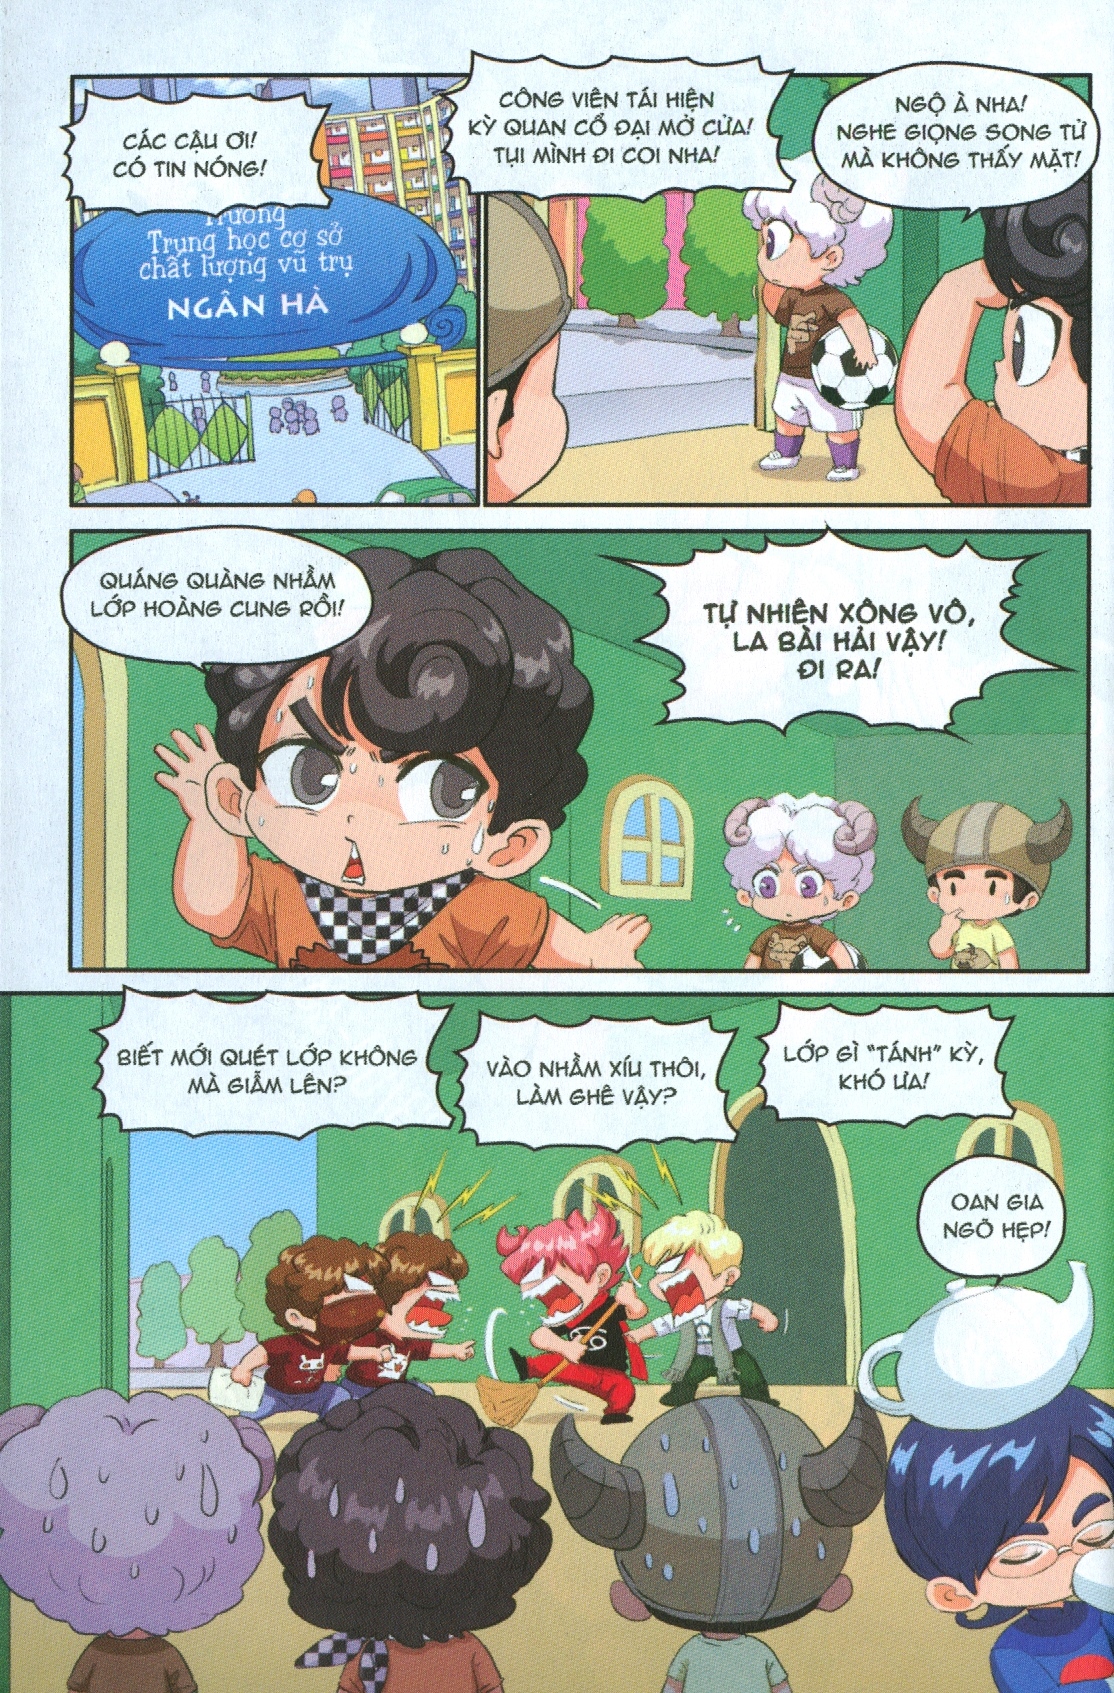 CÁC CẬU ƠI!
CÓ TIN NÓNG!
Trường
Trung học cơ sở
chất lượng vũ trụ
NGÂN HÀ
CÔNG VIÊN TÁI HIỆN
KỲ QUAN CỔ ĐẠI MỞ CỬA!
TỤI MÌNH ĐI COI NHA!
NGỘ À NHA!
NGHE GIỌNG SONG TỬ
MÀ KHÔNG THẤY MẶT!
QUÁNG QUÀNG NHẦM
LỚP HOÀNG CUNG RỒI!
TỰ NHIÊN XÔNG VÔ,
LA BÀI HẢI VẬY!
ĐI RA!
BIẾT MỚI QUÉT LỚP KHÔNG
MÀ GIẪM LÊN?
VÀO NHẦM XÍU THÔI,
LÀM GHÊ VẬY?
LỚP GÌ “TÁNH” KỲ,
KHÓ ƯA!
OAN GIA
NGÕ HẸP!